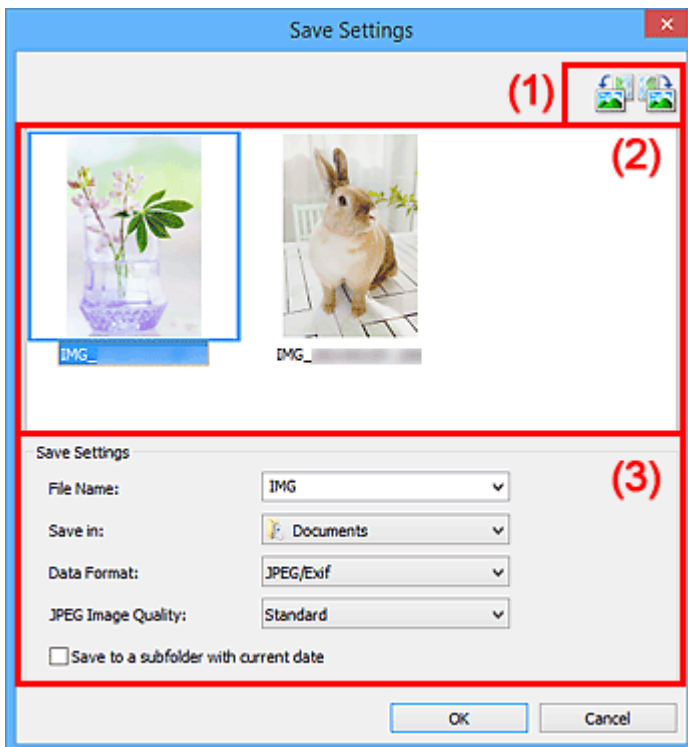 Save Settings
(1)
(2)
IMG_
IMG_
Save Settings
(3)
File Name: IMG
Save in: Documents
Data Format: JPEG/Exif
JPEG Image Quality: Standard
Save to a subfolder with current date
OK Cancel